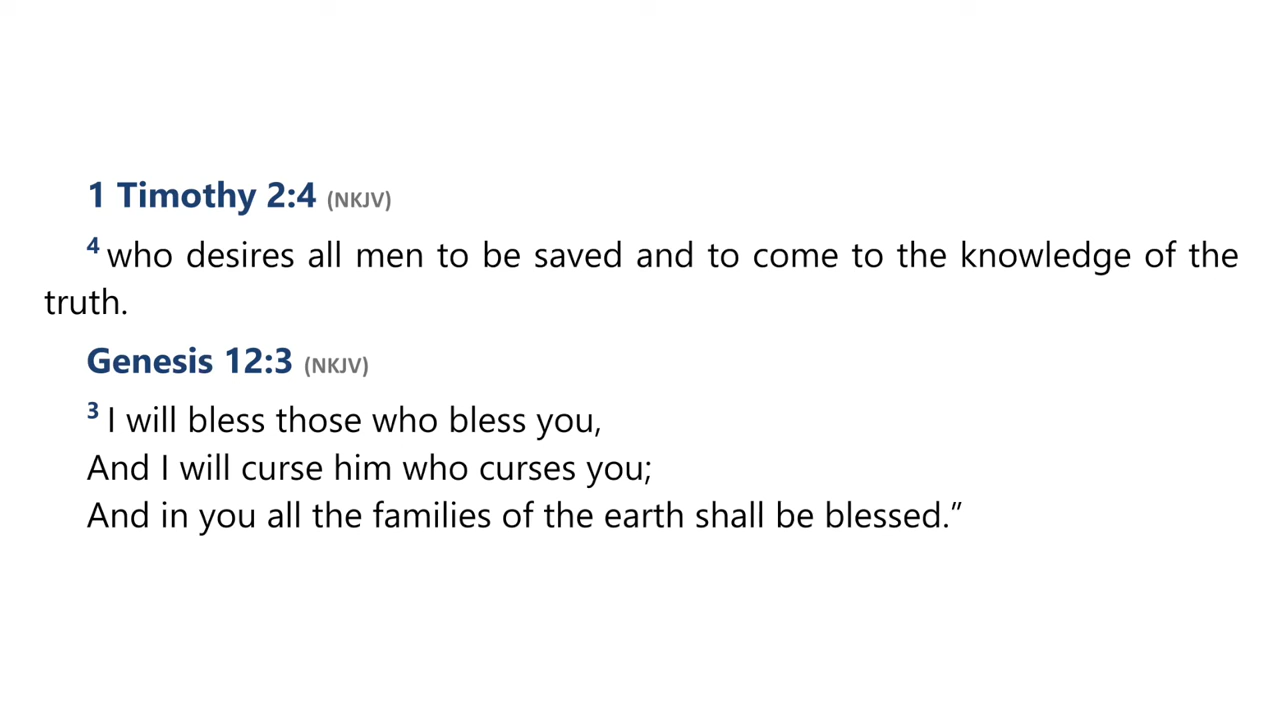 1 Timothy 2:4 (NKJV)
4 who desires all men to be saved and to come to the knowledge of the
truth.
Genesis 12:3 (NKJV)
3 I will bless those who bless you,
And I will curse him who curses you;
And in you all the families of the earth shall be blessed.”